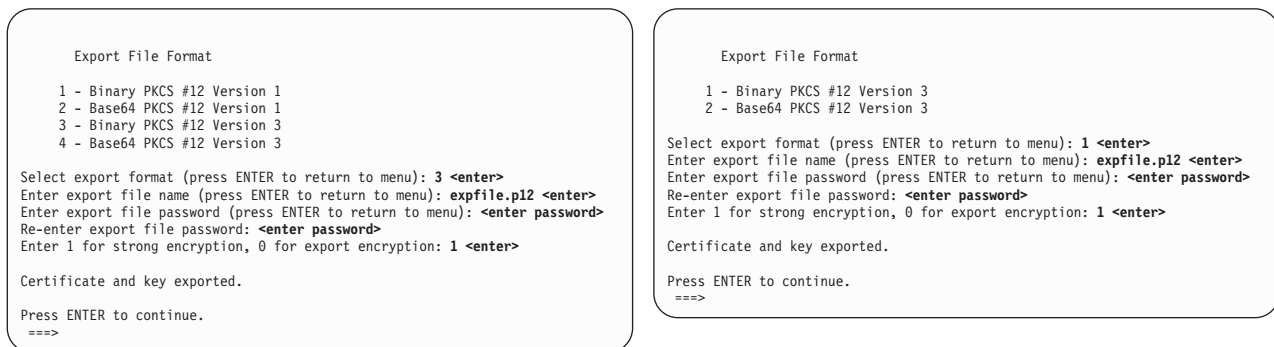 Export File Format
1 - Binary PKCS #12 Version 1
2 - Base64 PKCS #12 Version 1
3 - Binary PKCS #12 Version 3
4 - Base64 PKCS #12 Version 3
Select export format (press ENTER to return to menu): 3 <enter>
Enter export file name (press ENTER to return to menu): expfile.p12 <enter>
Enter export file password (press ENTER to return to menu): <enter password>
Re-enter export file password: <enter password>
Enter 1 for strong encryption, 0 for export encryption: 1 <enter>
Certificate and key exported.
Press ENTER to continue.
===>
Export File Format
1 - Binary PKCS #12 Version 3
2 - Base64 PKCS #12 Version 3
Select export format (press ENTER to return to menu): 1 <enter>
Enter export file name (press ENTER to return to menu): expfile.p12 <enter>
Enter export file password (press ENTER to return to menu): <enter password>
Re-enter export file password: <enter password>
Enter 1 for strong encryption, 0 for export encryption: 1 <enter>
Certificate and key exported.
Press ENTER to continue.
===>